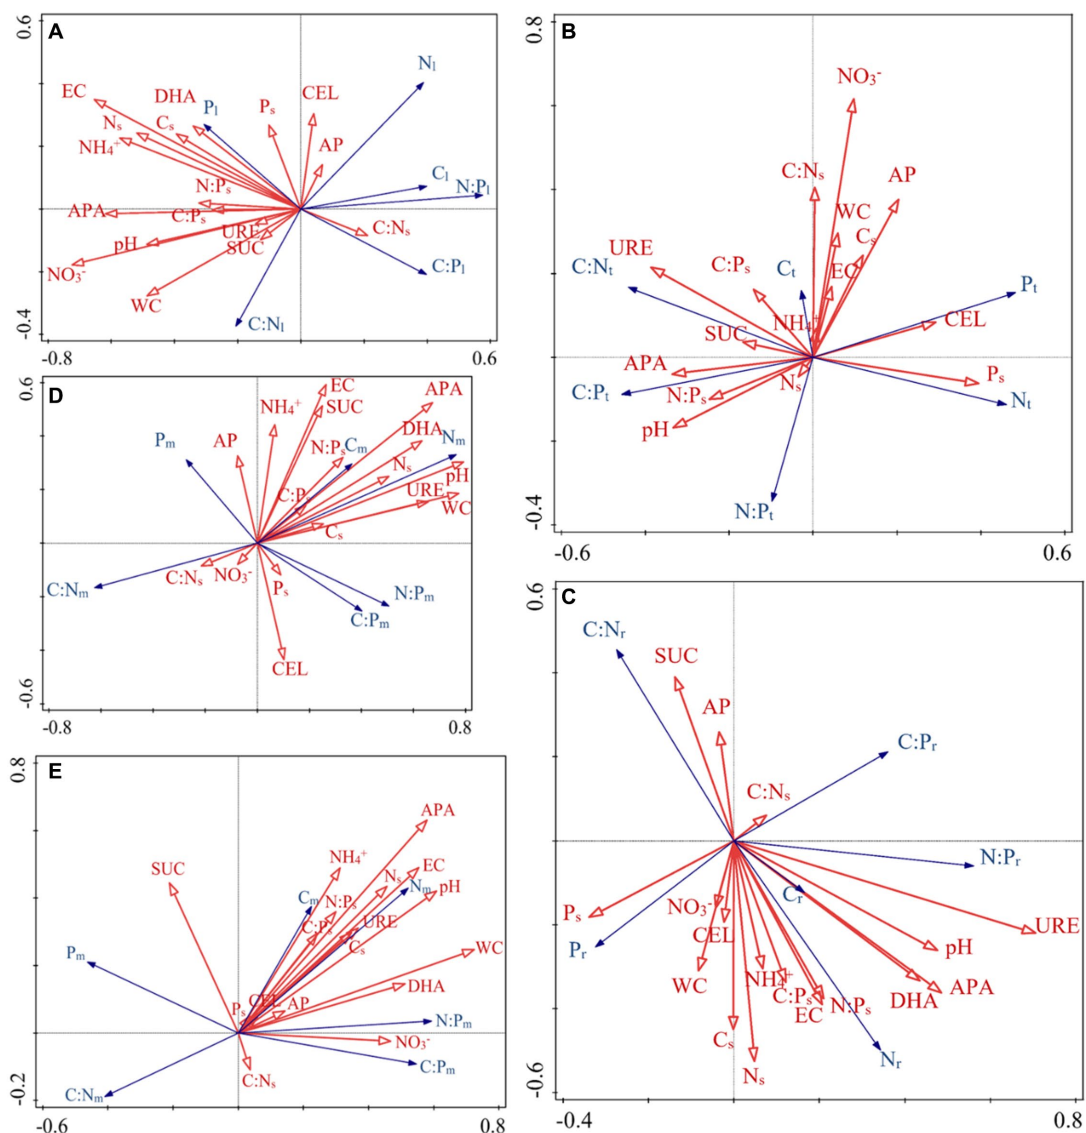 A
0.6
-0.4
-0.8
0.6
EC
DHA
Pl
Ps
CEL
Nl
Ns
Cs
NH4+
AP
N:Ps
Cl
N:Pl
APA
C:Ps
URE
C:Ns
pH
SUC
C:Pl
NO3-
WC
C:Nl
B
0.8
-0.4
-0.6
0.6
NO3-
C:Ns
AP
WC
Cs
URE
C:Nt
C:Ps
Ct
EC
Pt
NH4+
CEL
SUC
APA
Ps
C:Pt
N:Ps
Ns
Nt
pH
N:Pt
D
0.6
-0.6
-0.8
0.8
EC
APA
NH4+
SUC
Pm
AP
DHA
Nm
N:Ps
Cm
Ns
pH
C:Ps
URE
WC
Cs
C:Ns
NO3-
C:Nm
Ps
N:Pm
C:Pm
CEL
C
0.6
-0.6
-0.4
0.8
C:Nr
SUC
AP
C:Pr
C:Ns
N:Pr
Cr
Ps
NO3-
URE
CEL
pH
Pr
WC
NH4+
C:Ps
N:Ps
DHA
APA
EC
Cs
Nr
Ns
E
0.8
-0.2
-0.6
0.8
APA
SUC
NH4+
EC
Ns
Nm
pH
Cm
N:Ps
C:Ps
URE
Cs
WC
Pm
DHA
Ps
CEL
AP
N:Pm
NO3-
C:Pm
C:Ns
C:Nm